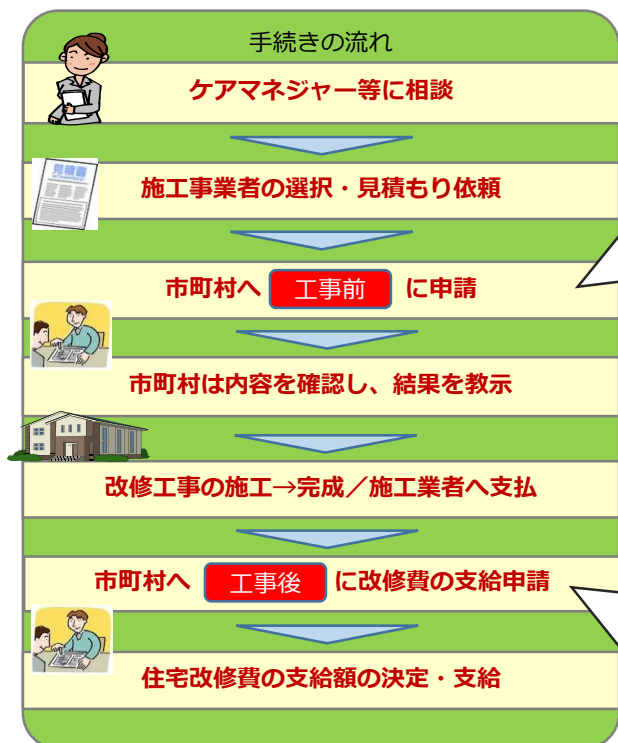 手続きの流れ
ケアマネジャー等に相談
見積書
施工事業者の選択・見積もり依頼
市町村へ 工事前 に申請
市町村は内容を確認し、結果を教示
改修工事の施工→完成／施工業者へ支払
市町村へ 工事後 に改修費の支給申請
住宅改修費の支給額の決定・支給